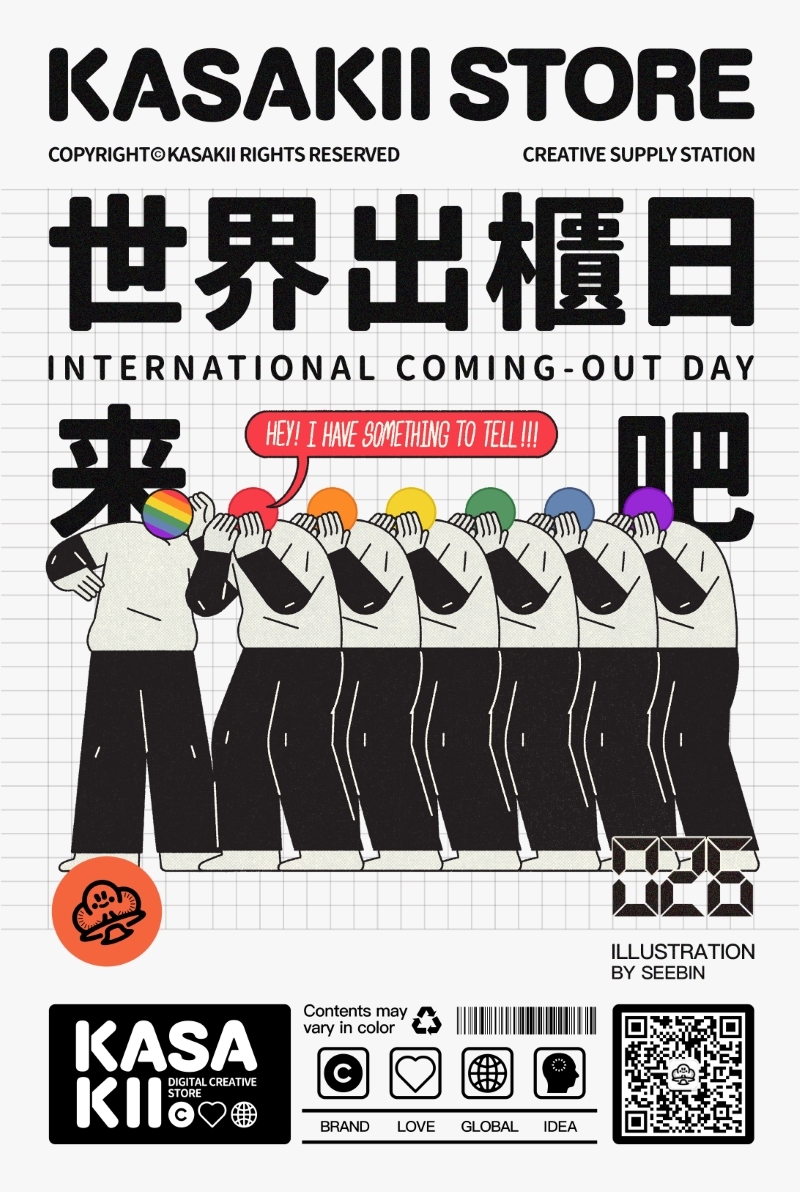 KASAKII STORE
COPYRIGHT©KASAKII RIGHTS RESERVED
CREATIVE SUPPLY STATION
世界出櫃日
INTERNATIONAL COMING-OUT DAY
来 吧
HEY! I HAVE SOMETHING TO TELL!!!
026
ILLUSTRATION
BY SEEBIN
KASA
KII
DIGITAL CREATIVE
STORE
C
Contents may
vary in color
C
BRAND LOVE GLOBAL IDEA